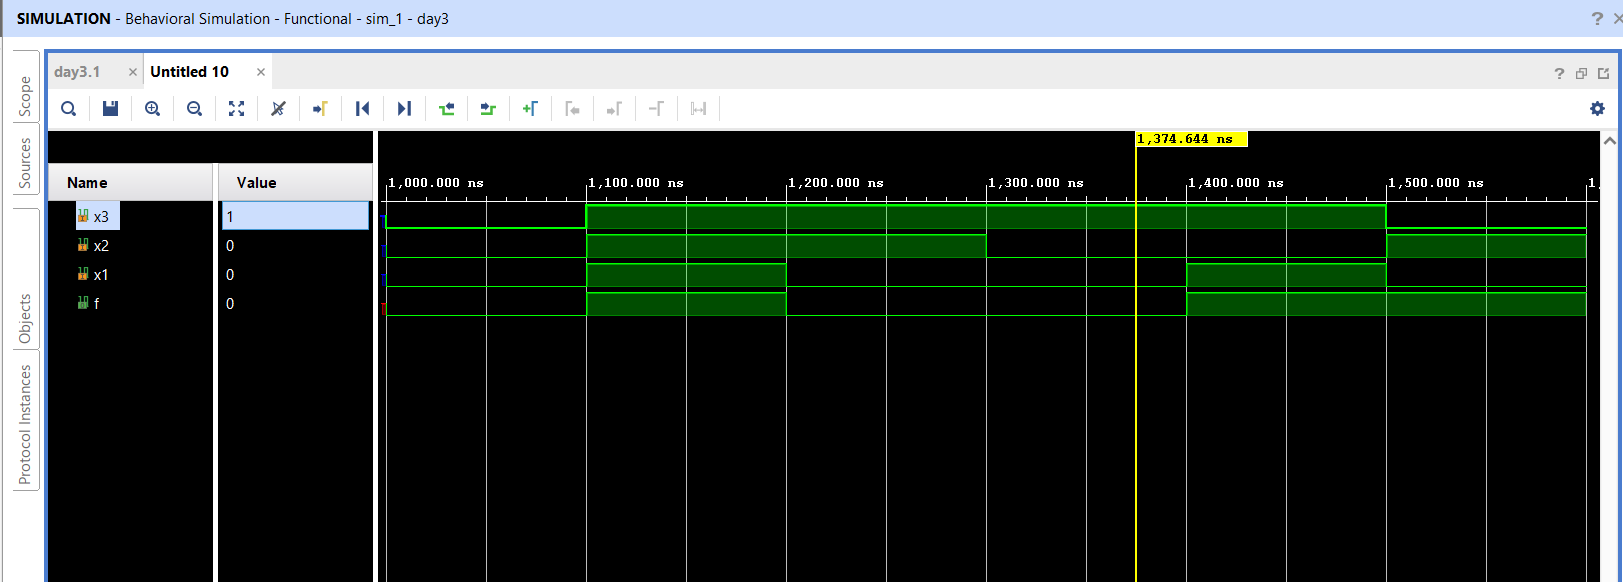 SIMULATION - Behavioral Simulation - Functional - sim_1 - day3
? ×
Scope
Sources
Objects
Protocol Instances
day3.1 ×
Untitled 10 ×
?
1,374.644 ns
Name Value
1,000.000 ns 1,100.000 ns 1,200.000 ns 1,300.000 ns 1,400.000 ns 1,500.000 ns 1,
x3 1
x2 0
x1 0
f 0